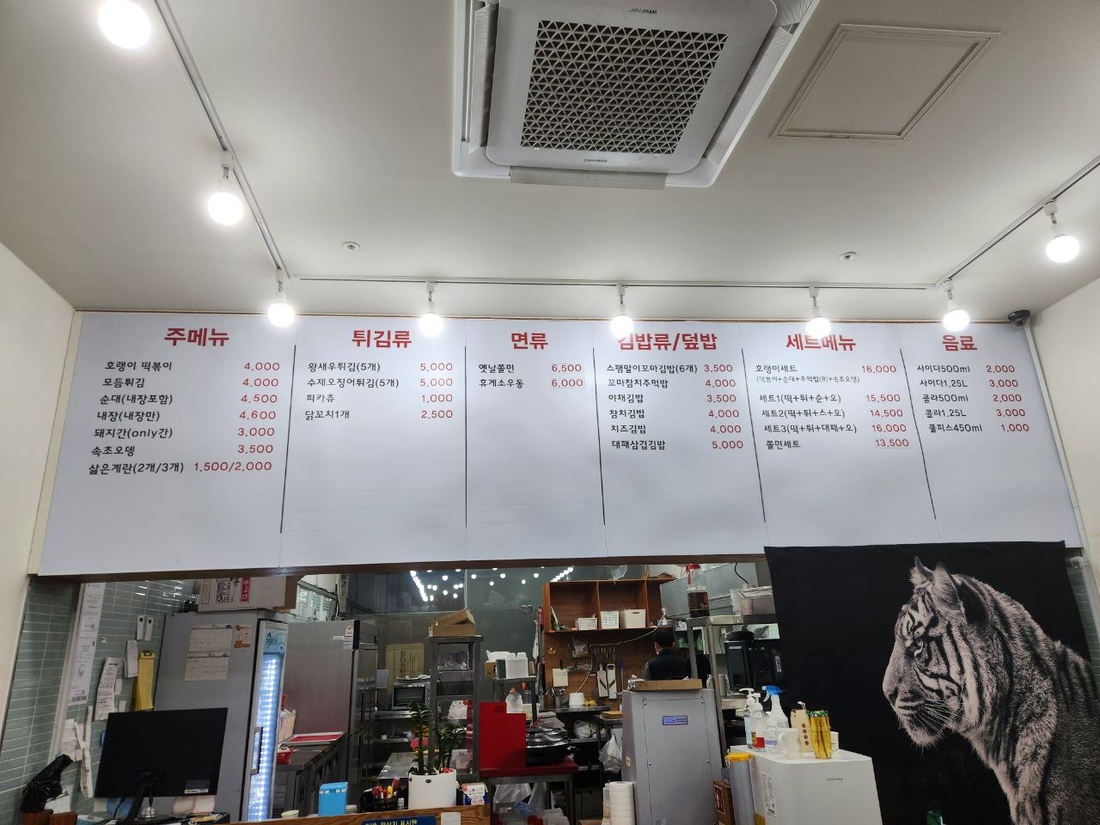 주메뉴
호랭이 떡볶이 4,000
모듬튀김 4,000
순대(내장포함) 4,500
내장(내장만) 4,600
돼지간(only간) 3,000
속초오뎅 3,500
삶은계란(2개/3개) 1,500/2,000
튀김류
왕새우튀김(5개) 5,000
수제오징어튀김(5개) 5,000
피카츄 1,000
닭꼬치1개 2,500
면류
옛날쫄면 6,500
휴게소우동 6,000
김밥류/덮밥
스팸말이꼬마김밥(6개) 3,500
꼬마참치주먹밥 4,000
야채김밥 3,500
참치김밥 4,000
치즈김밥 4,000
대패삼겹김밥 5,000
세트메뉴
호랭이세트 16,000
(떡볶이+순대+주먹밥(8)+속초오뎅)
세트1(떡+튀+순+오) 15,500
세트2(떡+튀+스+오) 14,500
세트3(떡+튀+대패+오) 16,000
쫄면세트 13,500
음료
사이다500ml 2,000
사이다1.25L 3,000
콜라500ml 2,000
콜라1.25L 3,000
쿨피스450ml 1,000